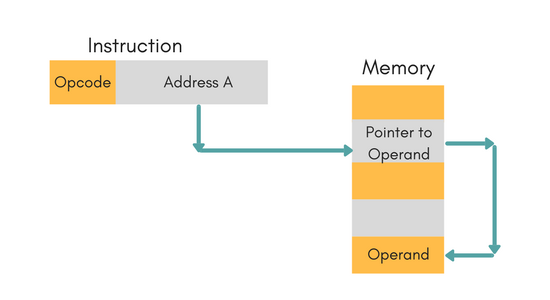 Instruction
Opcode
Address A
Memory
Pointer to
Operand
Operand